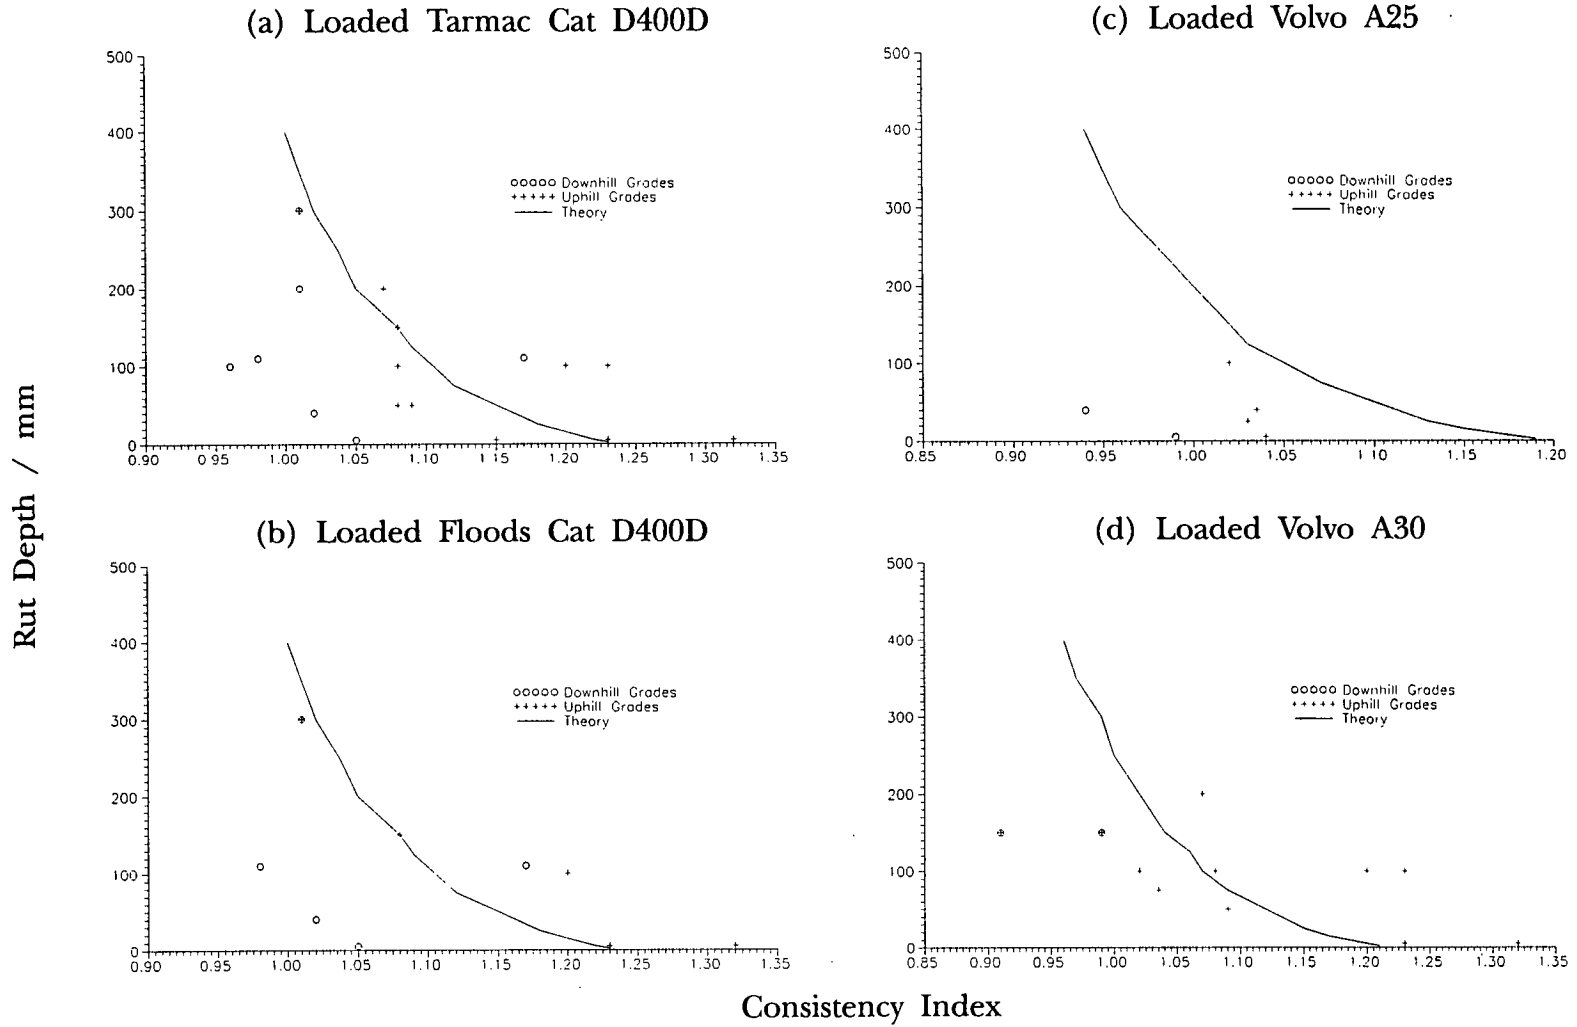 (a) Loaded Tarmac Cat D400D
500
400
300
200
100
0
0.90 0.95 1.00 1.05 1.10 1.15 1.20 1.25 1.30 1.35
Downhill Grades
Uphill Grades
Theory
(c) Loaded Volvo A25
500
400
300
200
100
0
0.85 0.90 0.95 1.00 1.05 1.10 1.15 1.20
Downhill Grades
Uphill Grades
Theory
(b) Loaded Floods Cat D400D
500
400
300
200
100
0
0.90 0.95 1.00 1.05 1.10 1.15 1.20 1.25 1.30 1.35
Downhill Grades
Uphill Grades
Theory
(d) Loaded Volvo A30
500
400
300
200
100
0
0.85 0.90 0.95 1.00 1.05 1.10 1.15 1.20 1.25 1.30 1.35
Downhill Grades
Uphill Grades
Theory
Rut Depth / mm
Consistency Index